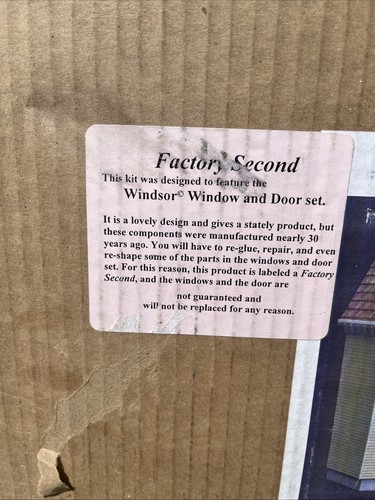 Factory Second
This kit was designed to feature the
Windsor© Window and Door set.
It is a lovely design and gives a stately product, but
these components were manufactured nearly 30
years ago. You will have to re-glue, repair, and even
re-shape some of the parts in the windows and door
set. For this reason, this product is labeled a Factory
Second, and the windows and the door are
not guaranteed and
will not be replaced for any reason.